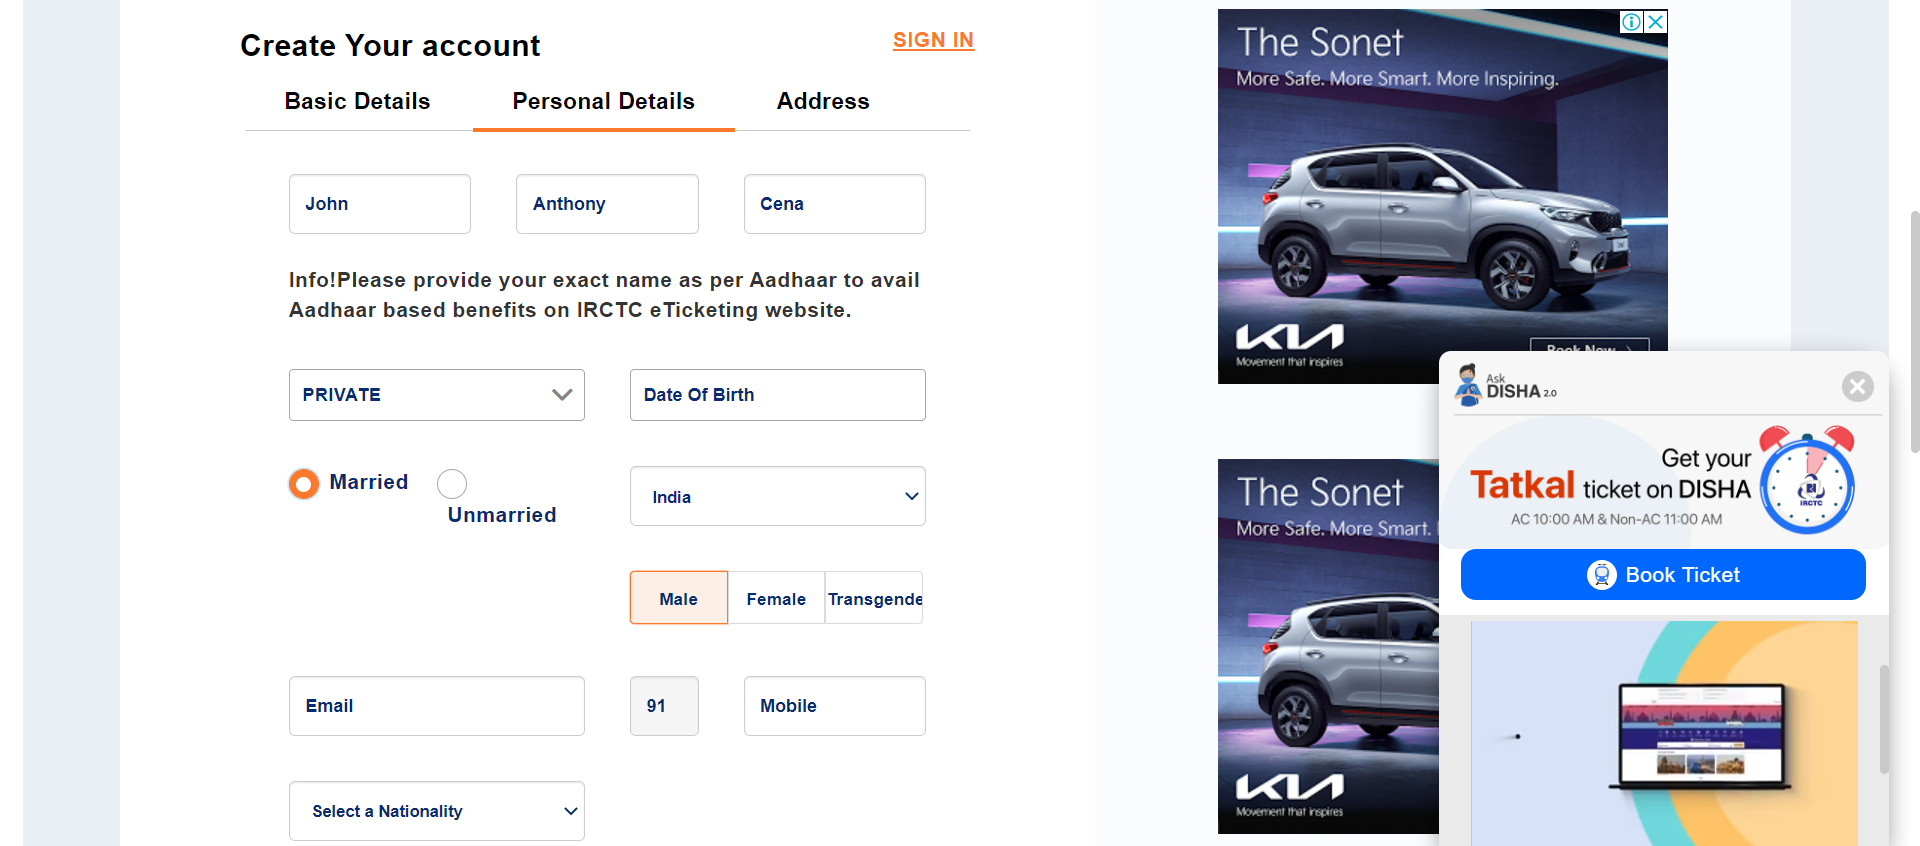 Create Your account
SIGN IN
Basic Details
Personal Details
Address
John
Anthony
Cena
Info!Please provide your exact name as per Aadhaar to avail
Aadhaar based benefits on IRCTC eTicketing website.
PRIVATE
Date Of Birth
Married
Unmarried
India
Male
Female
Transgende
Email
91
Mobile
Select a Nationality
The Sonet
More Safe. More Smart. More Inspiring.
KIA
Movement that inspires
Book Now
The Sonet
More Safe. More Smart.
KIA
Movement that inspires
Ask
DISHA 2.0
Get your
Tatkal ticket on DISHA
AC 10:00 AM & Non-AC 11:00 AM
IRCTC
Book Ticket